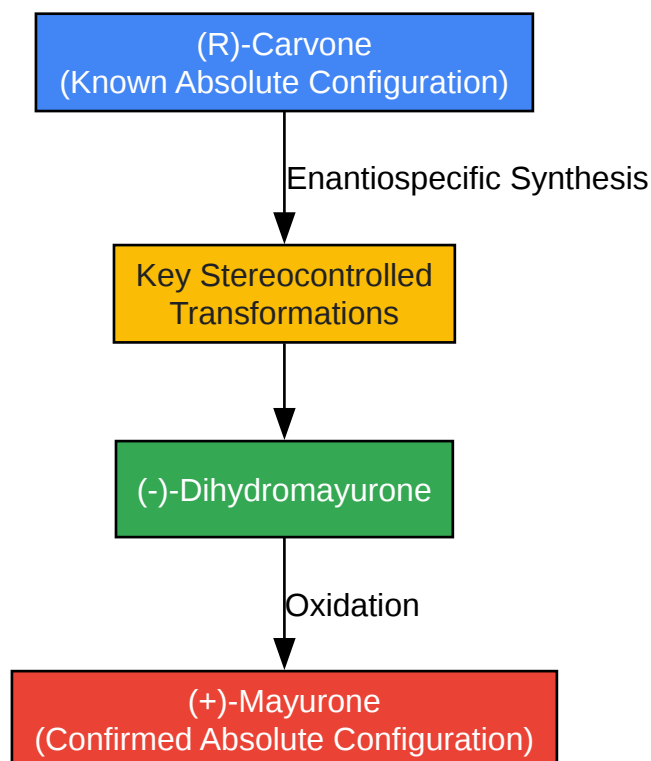 (R)-Carvone
(Known Absolute Configuration)
Enantiospecific Synthesis
Key Stereocontrolled
Transformations
(-)-Dihydromayurone
Oxidation
(+)-Mayurone
(Confirmed Absolute Configuration)